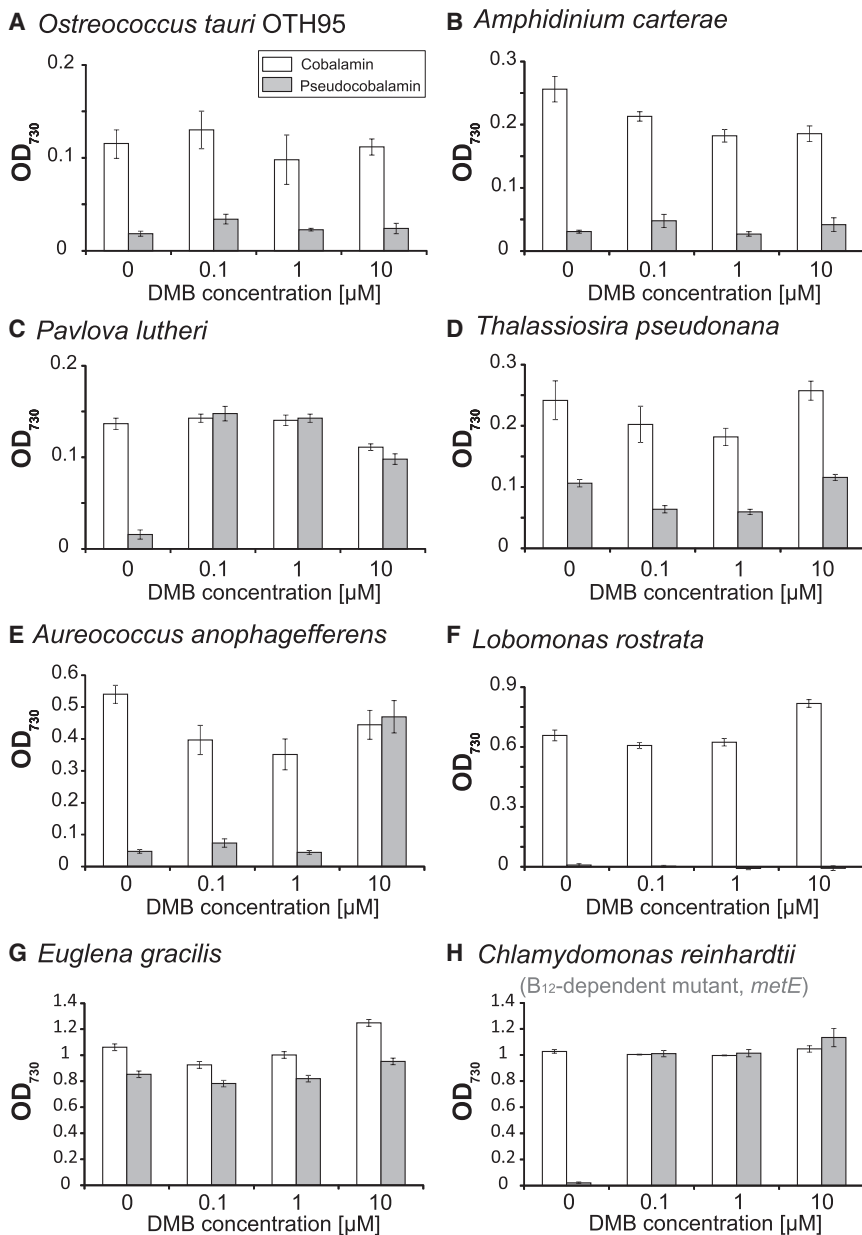 A Ostreococcus tauri OTH95
0.2
0.1
0
OD730
Cobalamin
Pseudocobalamin
0 0.1 1 10
DMB concentration [µM]
B Amphidinium carterae
0.3
0.2
0.1
0
OD730
0 0.1 1 10
DMB concentration [µM]
C Pavlova lutheri
0.2
0.1
0
OD730
0 0.1 1 10
DMB concentration [µM]
D Thalassiosira pseudonana
0.3
0.2
0.1
0
OD730
0 0.1 1 10
DMB concentration [µM]
E Aureococcus anophagefferens
0.6
0.5
0.4
0.3
0.2
0.1
0
OD730
0 0.1 1 10
DMB concentration [µM]
F Lobomonas rostrata
0.9
0.6
0.3
0
OD730
0 0.1 1 10
DMB concentration [µM]
G Euglena gracilis
1.4
1.2
1
0.8
0.6
0.4
0.2
0
OD730
0 0.1 1 10
DMB concentration [µM]
H Chlamydomonas reinhardtii
(B12-dependent mutant, metE)
1.4
1.2
1
0.8
0.6
0.4
0.2
0
OD730
0 0.1 1 10
DMB concentration [µM]